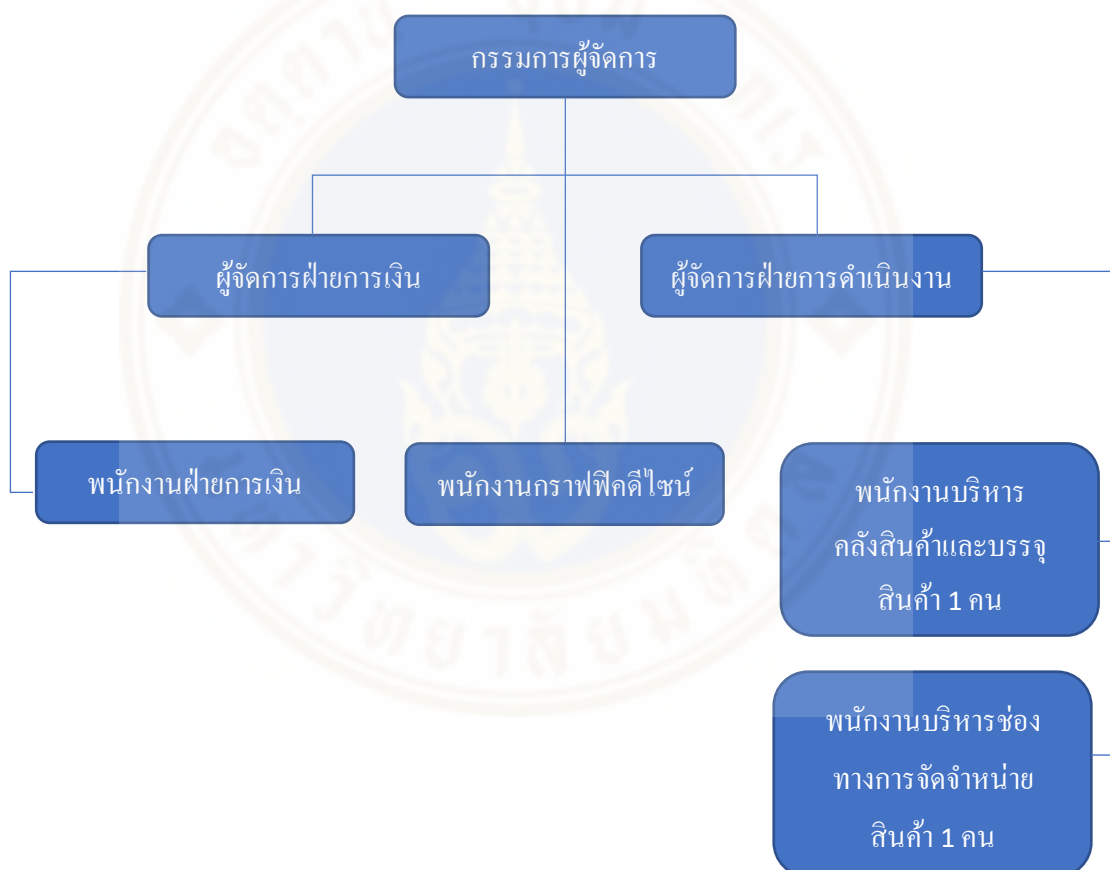 กรรมการผู้จัดการ
ผู้จัดการฝ่ายการเงิน
ผู้จัดการฝ่ายการดำเนินงาน
พนักงานฝ่ายการเงิน
พนักงานกราฟฟิคดีไซน์
พนักงานบริหาร
คลังสินค้าและบรรจุ
สินค้า 1 คน
พนักงานบริหารช่อง
ทางการจัดจำหน่าย
สินค้า 1 คน